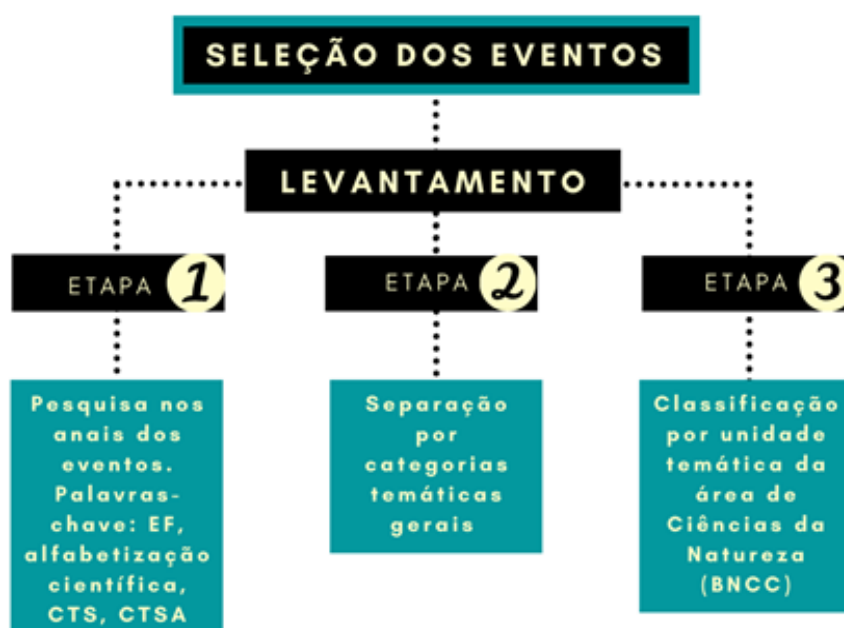 SELEÇÃO DOS EVENTOS
LEVANTAMENTO
ETAPA 1
Pesquisa nos
anais dos
eventos.
Palavras-
chave: EF,
alfabetização
científica,
CTS, CTSA
ETAPA 2
Separação
por
categorias
temáticas
gerais
ETAPA 3
Classificação
por unidade
temática da
área de
Ciências da
Natureza
(BNCC)